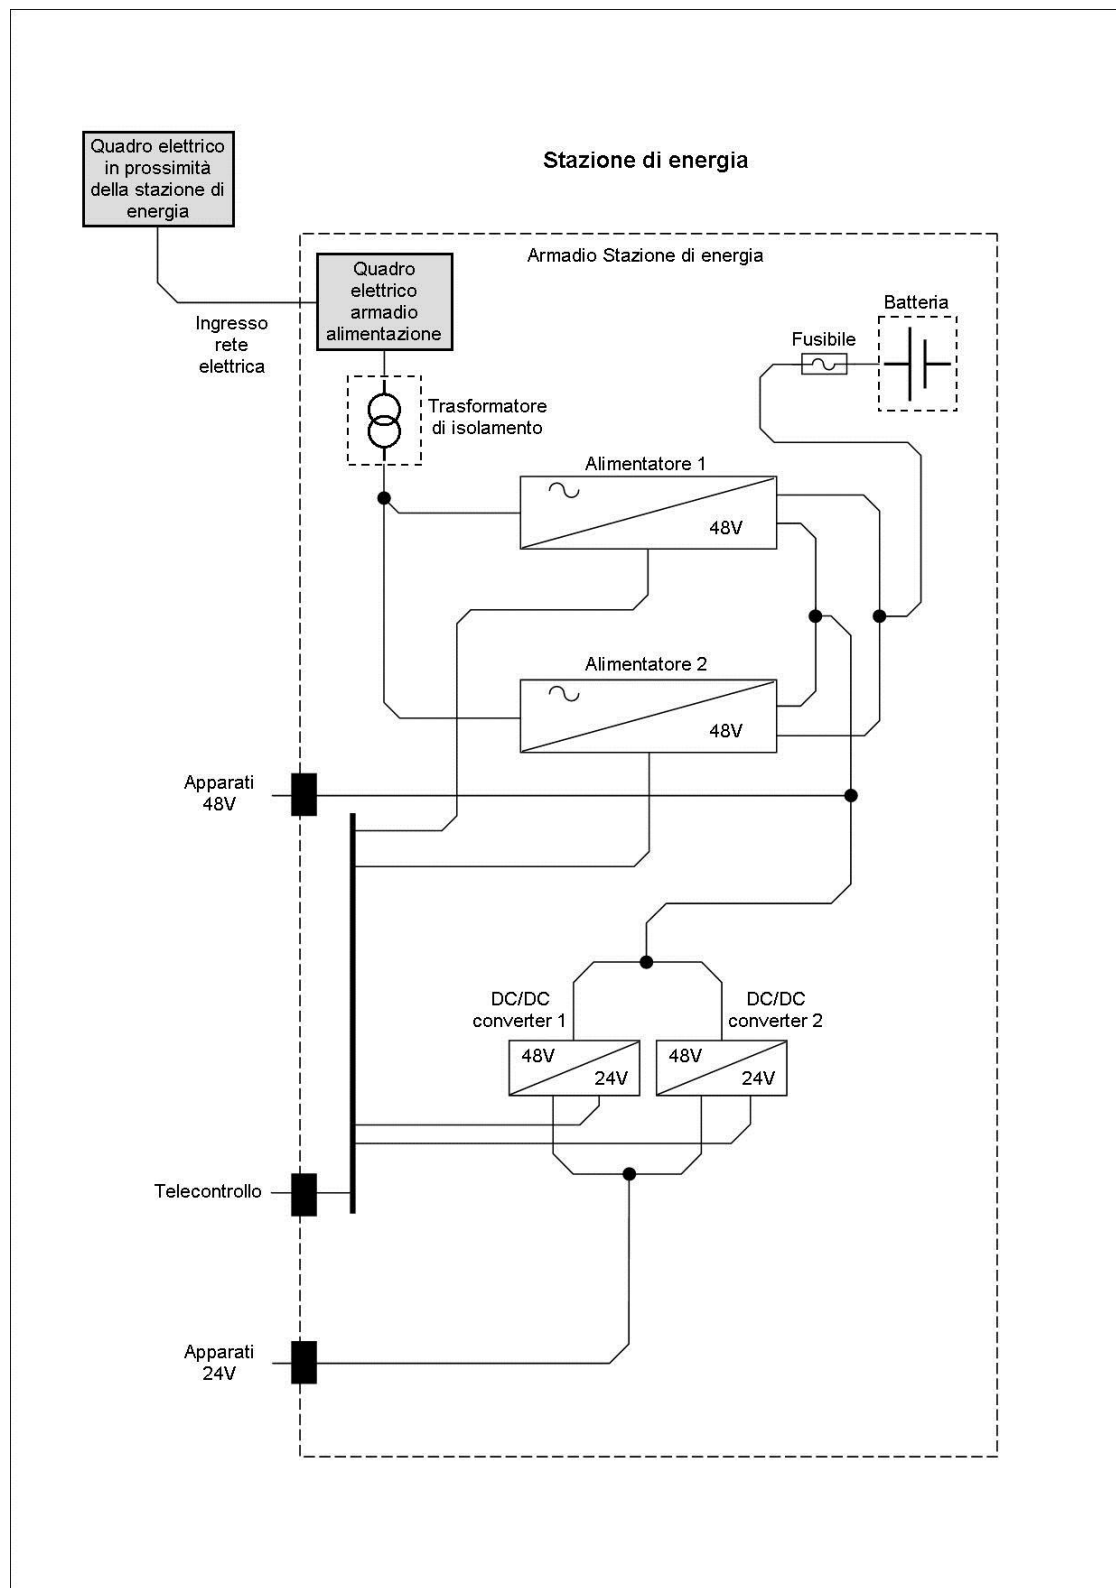 Quadro elettrico
in prossimità
della stazione di
energia
Stazione di energia
Armadio Stazione di energia
Quadro
elettrico
armadio
alimentazione
Ingresso
rete
elettrica
Batteria
Fusibile
Trasformatore
di isolamento
Alimentatore 1
48V
Alimentatore 2
48V
Apparati
48V
DC/DC
converter 1
DC/DC
converter 2
48V
24V
48V
24V
Telecontrollo
Apparati
24V